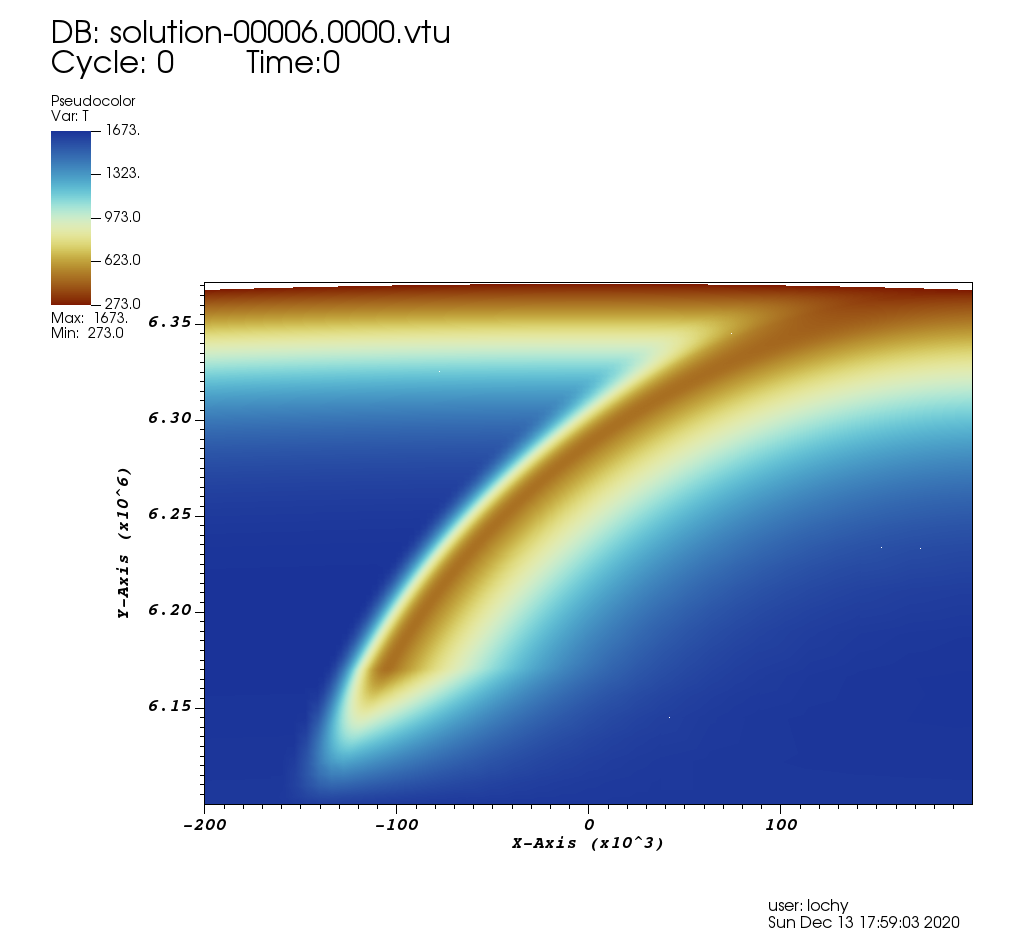 DB: solution-00006.0000.vtu
Cycle: 0 Time:0
Pseudocolor
Var: T
1673.
1323.
973.0
623.0
273.0
Max: 1673.
Min: 273.0
6.35
6.30
6.25
6.20
6.15
Y-Axis (x10^6)
-200 -100 0 100
X-Axis (x10^3)
user: lochy
Sun Dec 13 17:59:03 2020